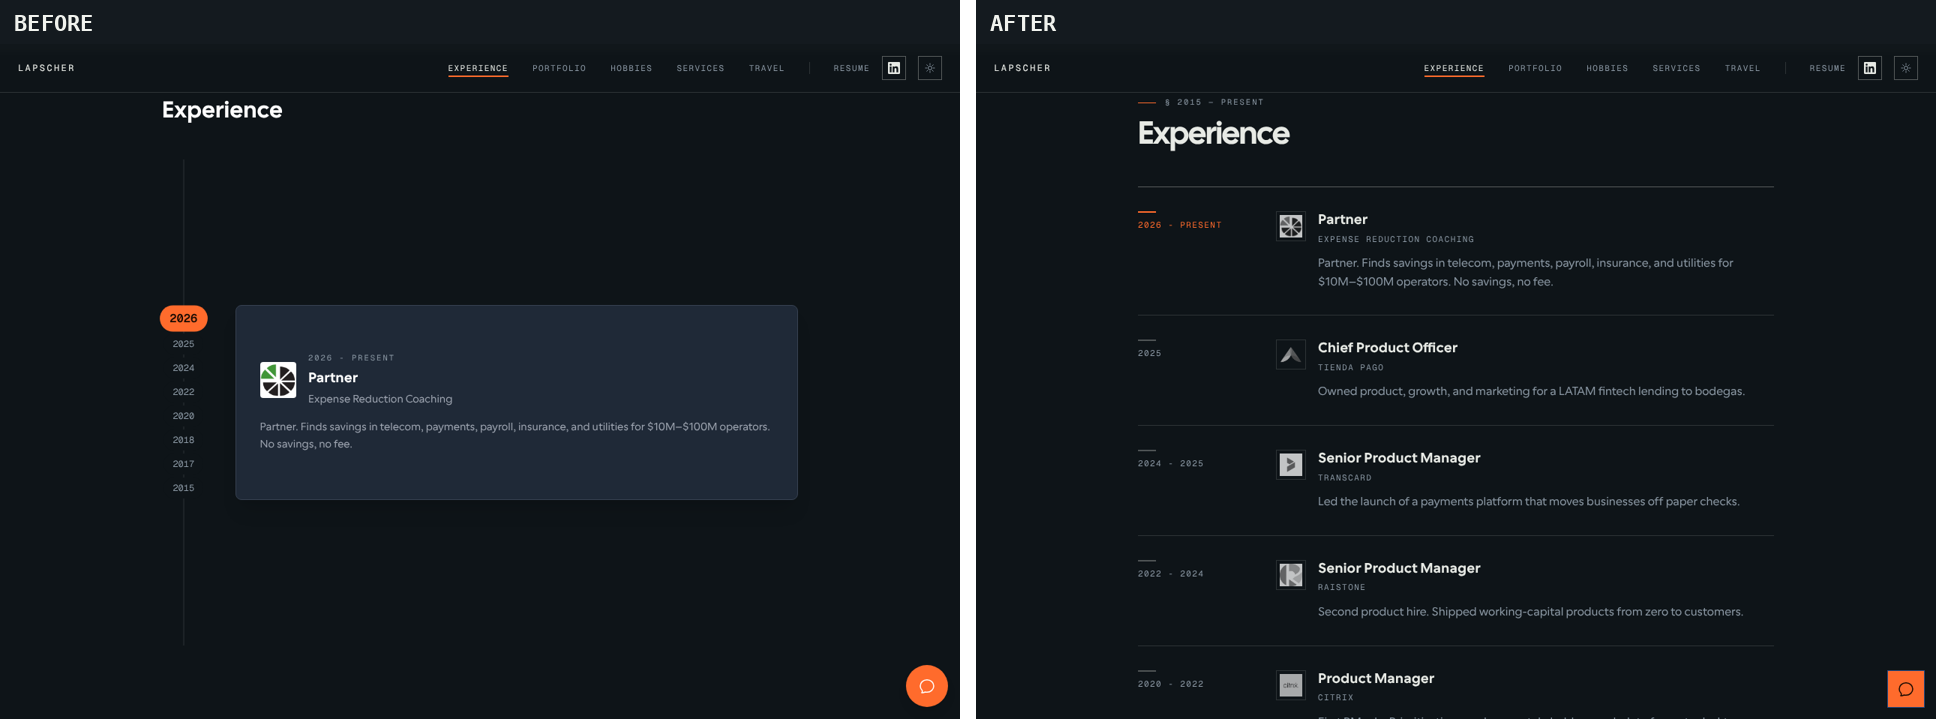 BEFORE
LAPSCHER
EXPERIENCE PORTFOLIO HOBBIES SERVICES TRAVEL RESUME in
Experience
2026
2025
2024
2022
2020
2018
2017
2015
2026 - PRESENT
Partner
Expense Reduction Coaching
Partner. Finds savings in telecom, payments, payroll, insurance, and utilities for $10M–$100M operators.
No savings, no fee.
AFTER
LAPSCHER
EXPERIENCE PORTFOLIO HOBBIES SERVICES TRAVEL RESUME in
§ 2015 — PRESENT
Experience
2026 - PRESENT
Partner
EXPENSE REDUCTION COACHING
Partner. Finds savings in telecom, payments, payroll, insurance, and utilities for
$10M–$100M operators. No savings, no fee.
2025
Chief Product Officer
TIENDA PAGO
Owned product, growth, and marketing for a LATAM fintech lending to bodegas.
2024 - 2025
Senior Product Manager
TRANSCARD
Led the launch of a payments platform that moves businesses off paper checks.
2022 - 2024
Senior Product Manager
RAISTONE
Second product hire. Shipped working-capital products from zero to customers.
2020 - 2022
citrix
Product Manager
CITRIX